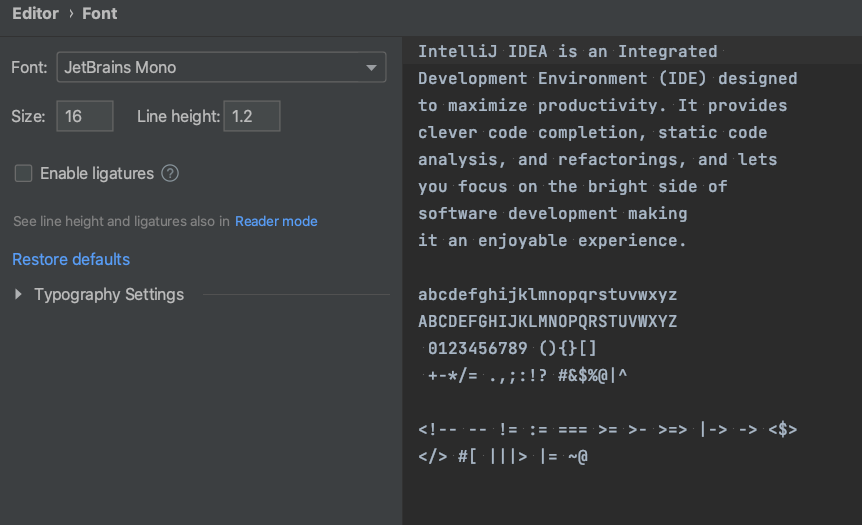 Editor › Font
Font: JetBrains Mono
Size: 16 Line height: 1.2
Enable ligatures ?
See line height and ligatures also in Reader mode
Restore defaults
Typography Settings
IntelliJ IDEA is an Integrated
Development Environment (IDE) designed
to maximize productivity. It provides
clever code completion, static code
analysis, and refactorings, and lets
you focus on the bright side of
software development making
it an enjoyable experience.
abcdefghijklmnopqrstuvwxyz
ABCDEFGHIJKLMNOPQRSTUVWXYZ
0123456789 (){}[]
+-*/= .,;:!? #&$%@|^
<!-- -- != := === >= >- >=> |-> -> <$>
</> #[ |||> |= ~@